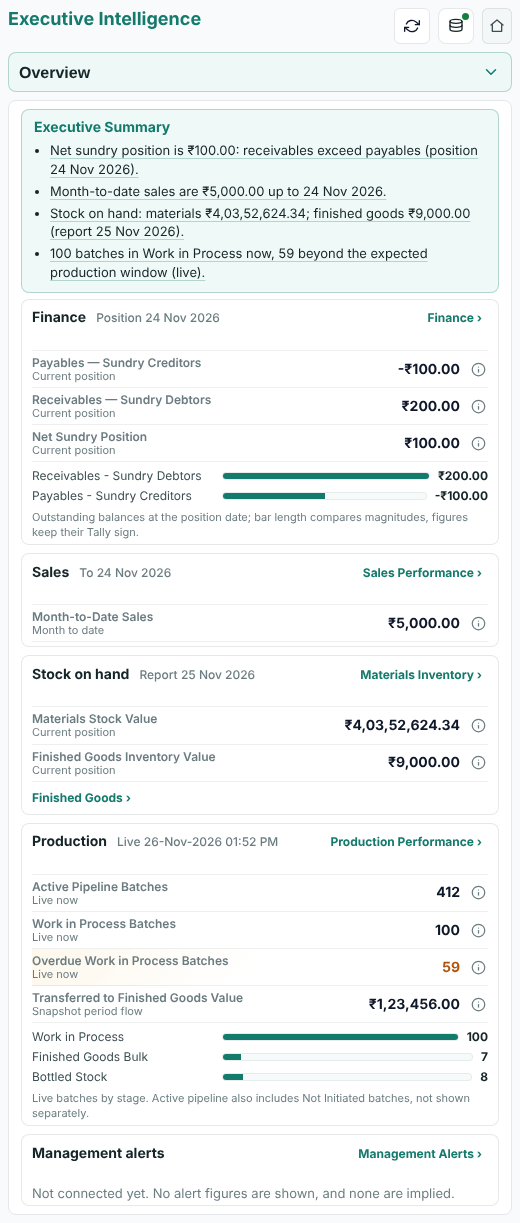 Executive Intelligence
Overview
Executive Summary
• Net sundry position is ₹100.00: receivables exceed payables (position
24 Nov 2026).
• Month-to-date sales are ₹5,000.00 up to 24 Nov 2026.
• Stock on hand: materials ₹4,03,52,624.34; finished goods ₹9,000.00
(report 25 Nov 2026).
• 100 batches in Work in Process now, 59 beyond the expected
production window (live).
Finance Position 24 Nov 2026 Finance ›
Payables — Sundry Creditors
Current position
-₹100.00
Receivables — Sundry Debtors
Current position
₹200.00
Net Sundry Position
Current position
₹100.00
Receivables - Sundry Debtors ₹200.00
Payables - Sundry Creditors -₹100.00
Outstanding balances at the position date; bar length compares magnitudes, figures
keep their Tally sign.
Sales To 24 Nov 2026 Sales Performance ›
Month-to-Date Sales
Month to date
₹5,000.00
Stock on hand Report 25 Nov 2026 Materials Inventory ›
Materials Stock Value
Current position
₹4,03,52,624.34
Finished Goods Inventory Value
Current position
₹9,000.00
Finished Goods ›
Production Live 26-Nov-2026 01:52 PM Production Performance ›
Active Pipeline Batches
Live now
412
Work in Process Batches
Live now
100
Overdue Work in Process Batches
Live now
59
Transferred to Finished Goods Value
Snapshot period flow
₹1,23,456.00
Work in Process 100
Finished Goods Bulk 7
Bottled Stock 8
Live batches by stage. Active pipeline also includes Not Initiated batches, not shown
separately.
Management alerts Management Alerts ›
Not connected yet. No alert figures are shown, and none are implied.